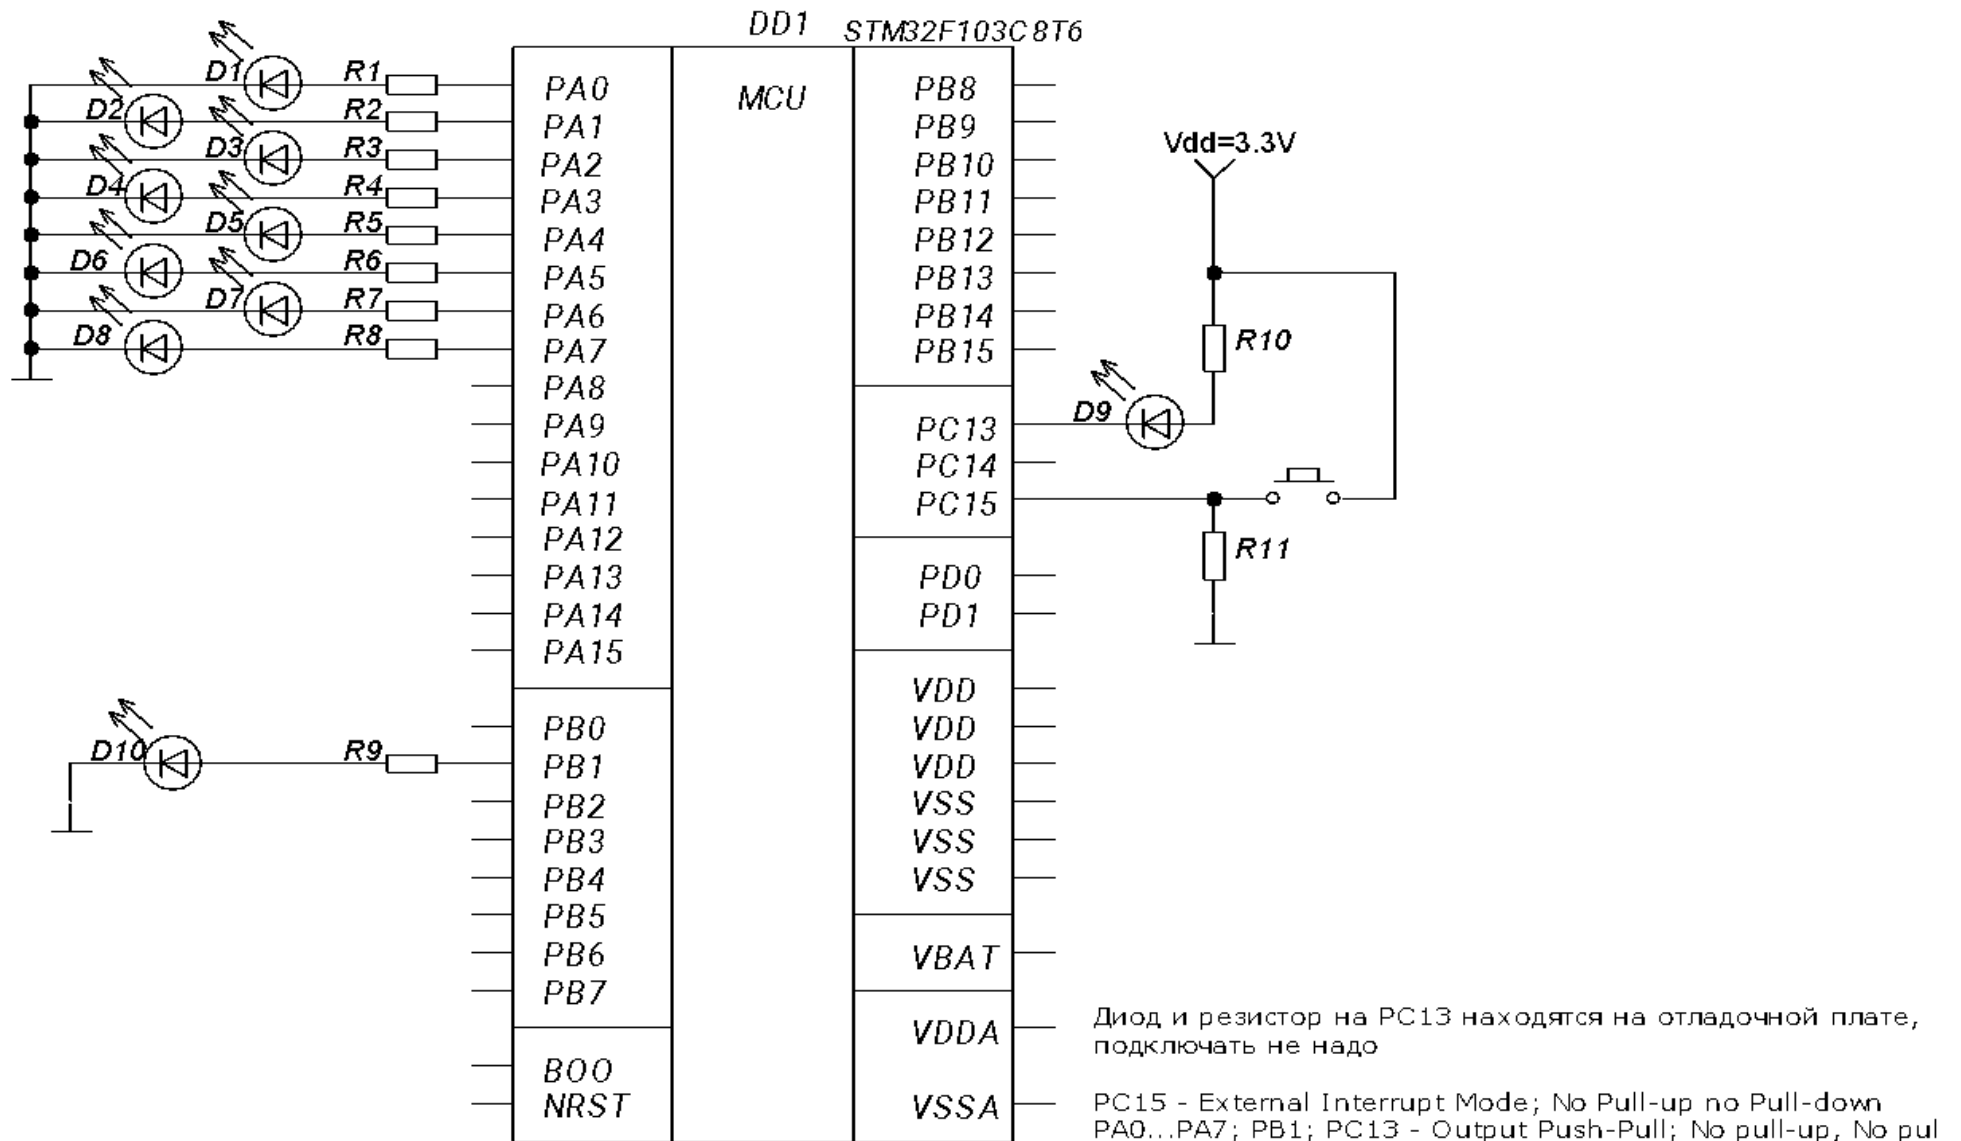 DD1 STM32F103C8T6
MCU
D1 R1 PA0
D2 R2 PA1
D3 R3 PA2
D4 R4 PA3
D5 R5 PA4
D6 R6 PA5
D7 R7 PA6
D8 R8 PA7
PA8
PA9
PA10
PA11
PA12
PA13
PA14
PA15
PB0
D10 R9 PB1
PB2
PB3
PB4
PB5
PB6
PB7
BOO
NRST
PB8
PB9
PB10
PB11
PB12
PB13
PB14
PB15
PC13
PC14
PC15
PD0
PD1
VDD
VDD
VDD
VSS
VSS
VSS
VBAT
VDDA
VSSA
Vdd=3.3V
R10
D9
R11
Диод и резистор на PC13 находятся на отладочной плате,
подключать не надо
PC15 - External Interrupt Mode; No Pull-up no Pull-down
PA0...PA7; PB1; PC13 - Output Push-Pull; No pull-up, No pul